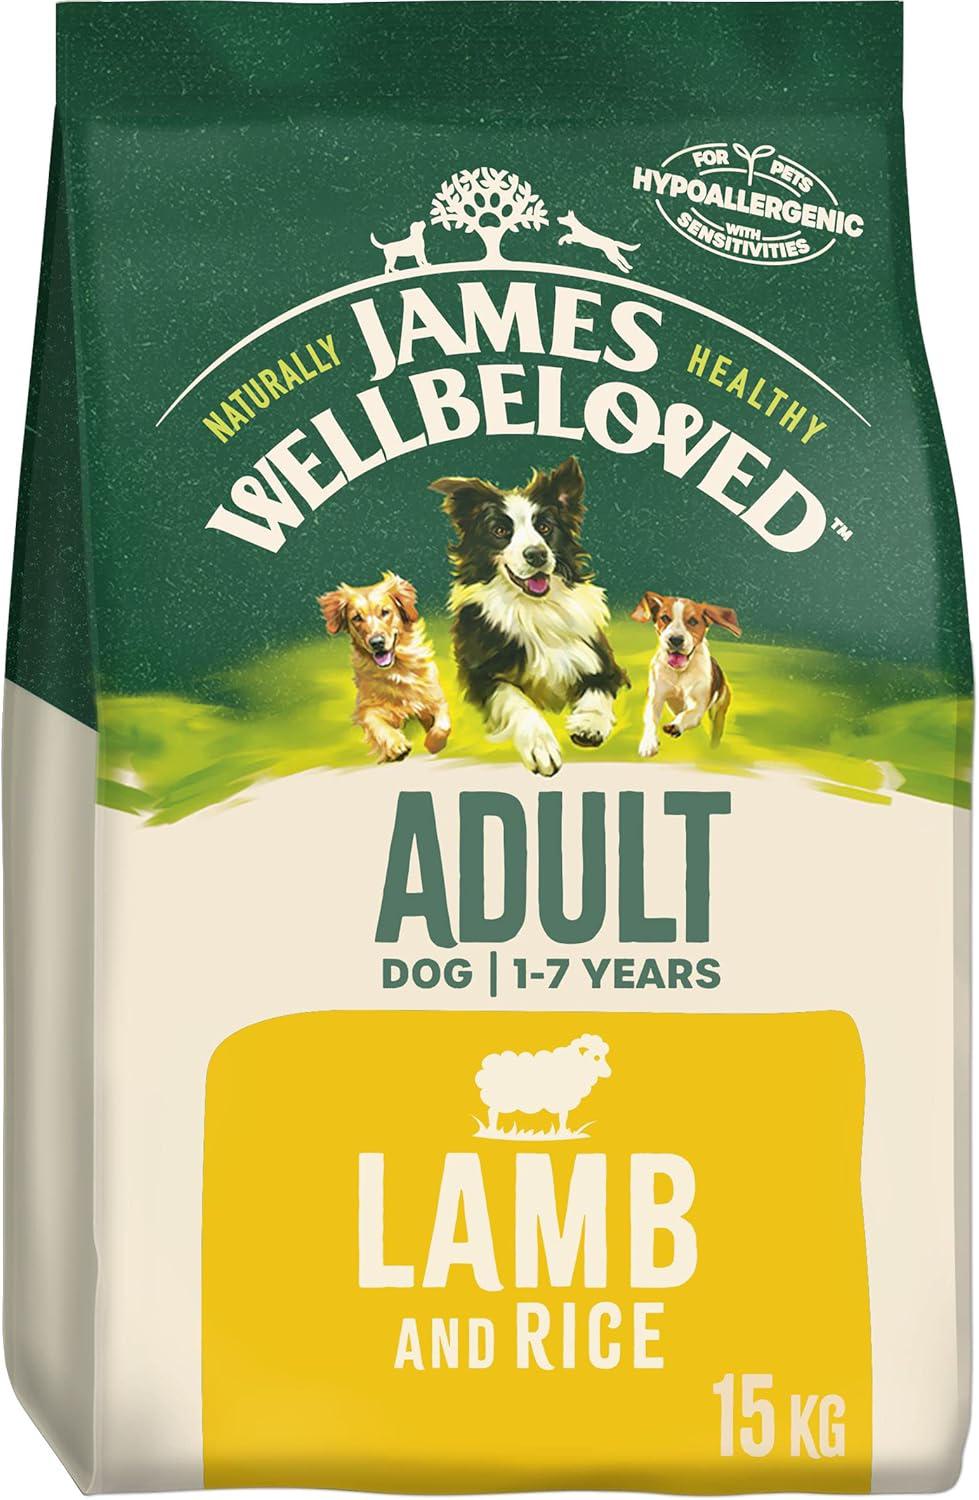 FOR PETS
HYPOALLERGENIC
WITH
SENSITIVITIES
NATURALLY
JAMES
HEALTHY
WELLBELOVED™
ADULT
DOG | 1-7 YEARS
LAMB
AND RICE
15 KG